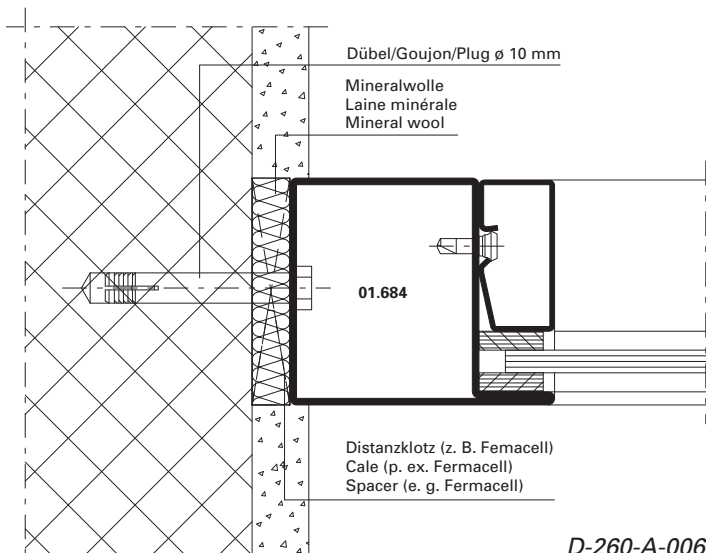 Dübel/Goujon/Plug ø 10 mm
Mineralwolle
Laine minérale
Mineral wool
01.684
Distanzklotz (z. B. Femacell)
Cale (p. ex. Fermacell)
Spacer (e. g. Fermacell)
D-260-A-006